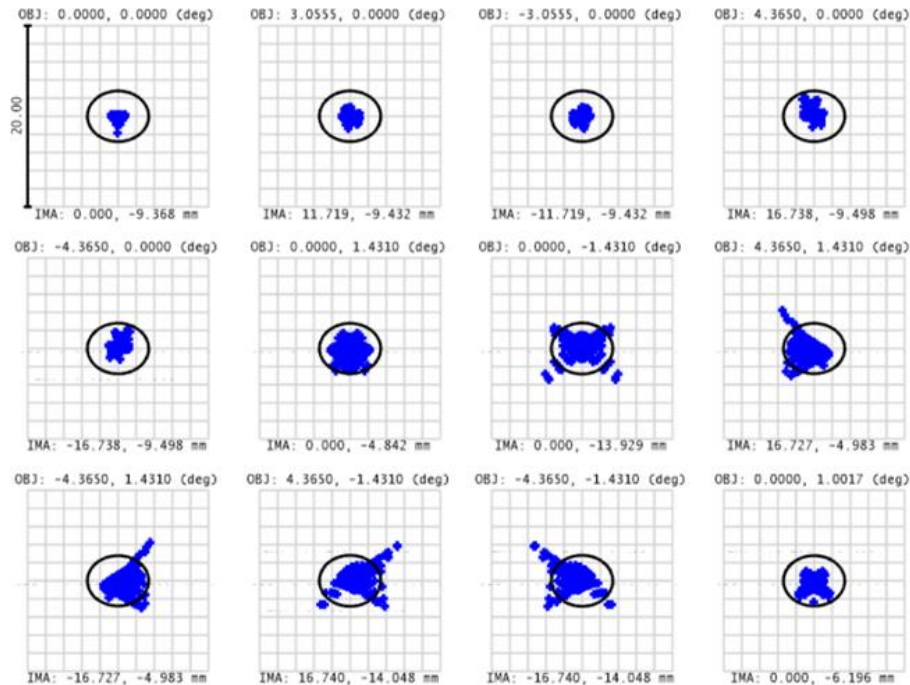 OBJ: 0.0000, 0.0000 (deg)
OBJ: 3.0555, 0.0000 (deg)
OBJ: -3.0555, 0.0000 (deg)
OBJ: 4.3650, 0.0000 (deg)
20.00
IMA: 0.000, -9.368 mm
IMA: 11.719, -9.432 mm
IMA: -11.719, -9.432 mm
IMA: 16.738, -9.498 mm
OBJ: -4.3650, 0.0000 (deg)
OBJ: 0.0000, 1.4310 (deg)
OBJ: 0.0000, -1.4310 (deg)
OBJ: 4.3650, 1.4310 (deg)
IMA: -16.738, -9.498 mm
IMA: 0.000, -4.842 mm
IMA: 0.000, -13.929 mm
IMA: 16.727, -4.983 mm
OBJ: -4.3650, 1.4310 (deg)
OBJ: 4.3650, -1.4310 (deg)
OBJ: -4.3650, -1.4310 (deg)
OBJ: 0.0000, 1.0017 (deg)
IMA: -16.727, -4.983 mm
IMA: 16.740, -14.048 mm
IMA: -16.740, -14.048 mm
IMA: 0.000, -6.196 mm